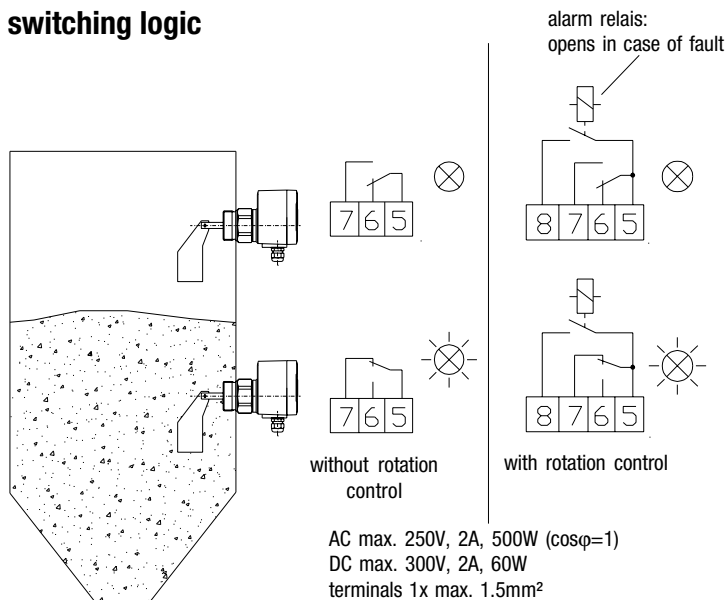 switching logic
alarm relais:
opens in case of fault
7 6 5
8 7 6 5
7 6 5
8 7 6 5
without rotation
control
with rotation control
AC max. 250V, 2A, 500W (cosφ=1)
DC max. 300V, 2A, 60W
terminals 1x max. 1.5mm²